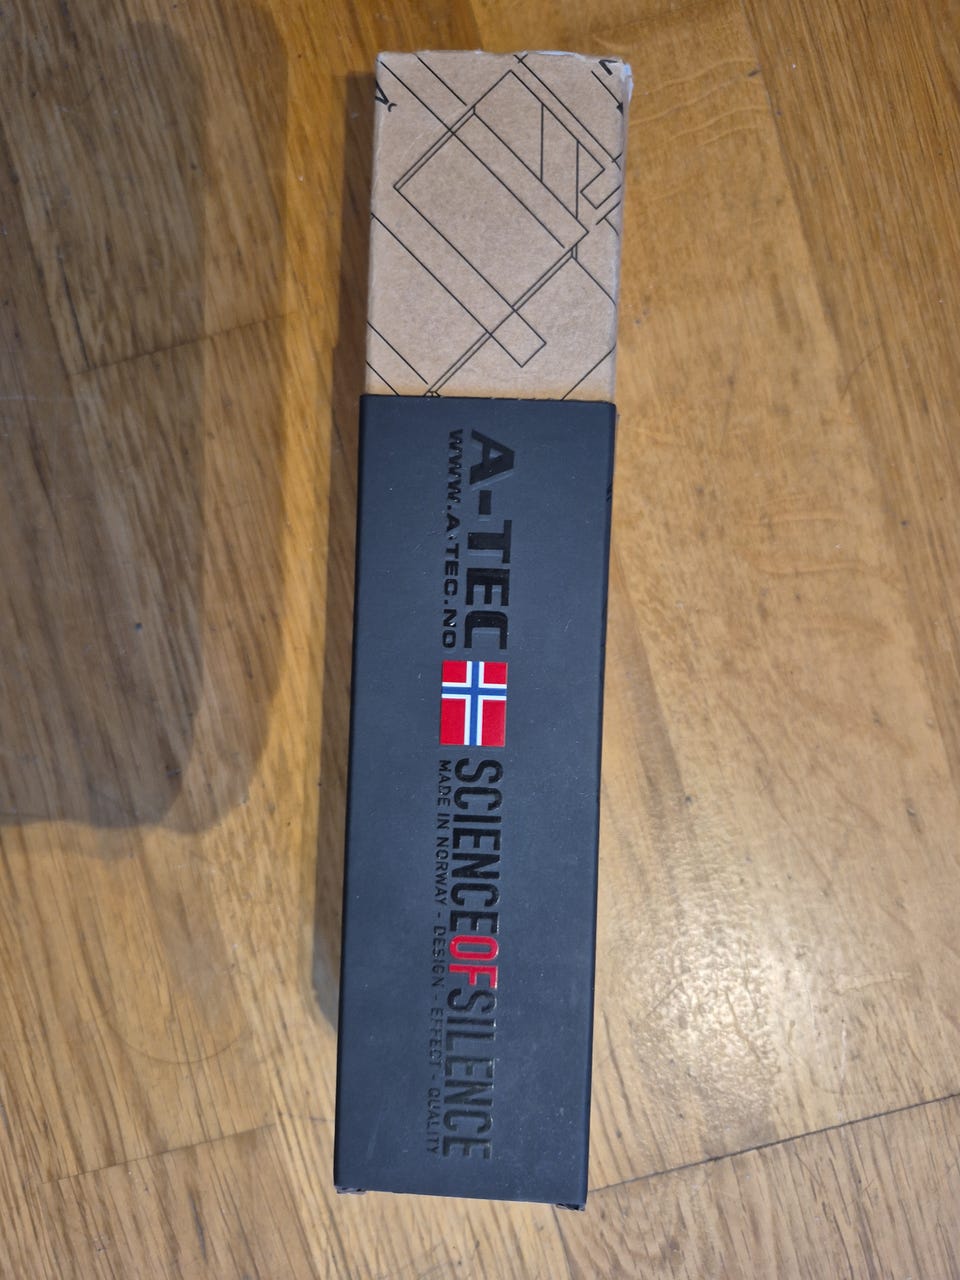 A-TEC
WWW.A-TEC.NO
SCIENCEOFSILENCE
MADE IN NORWAY - DESIGN - EFFECT - QUALITY